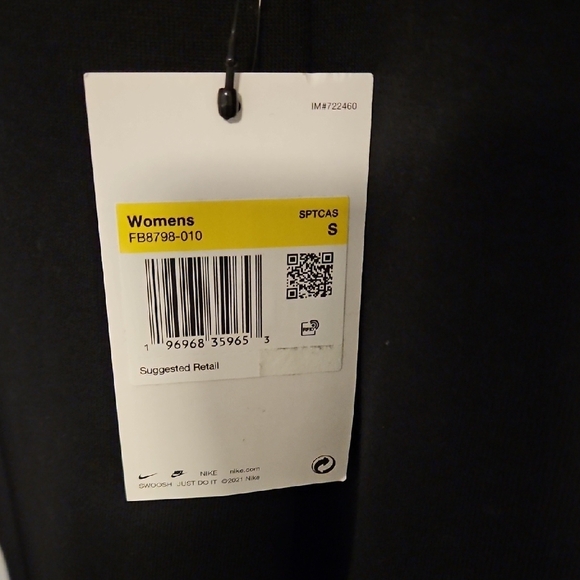 IM#722460
Womens SPTCAS
FB8798-010 S
1 96968 35965 3
RFID
Suggested Retail
NIKE nike.com
SWOOSH JUST DO IT ©2021 Nike